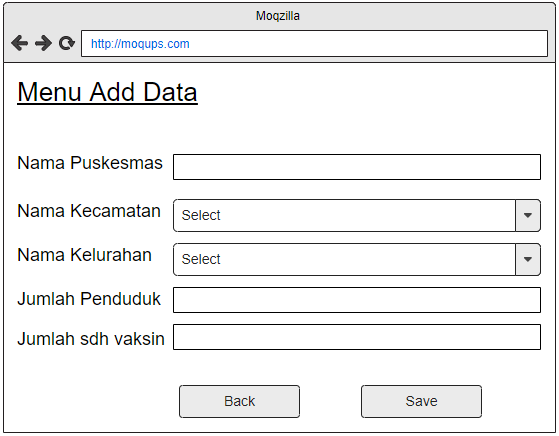 Moqzilla
http://moqups.com
Menu Add Data
Nama Puskesmas
Nama Kecamatan
Select
Nama Kelurahan
Select
Jumlah Penduduk
Jumlah sdh vaksin
Back
Save